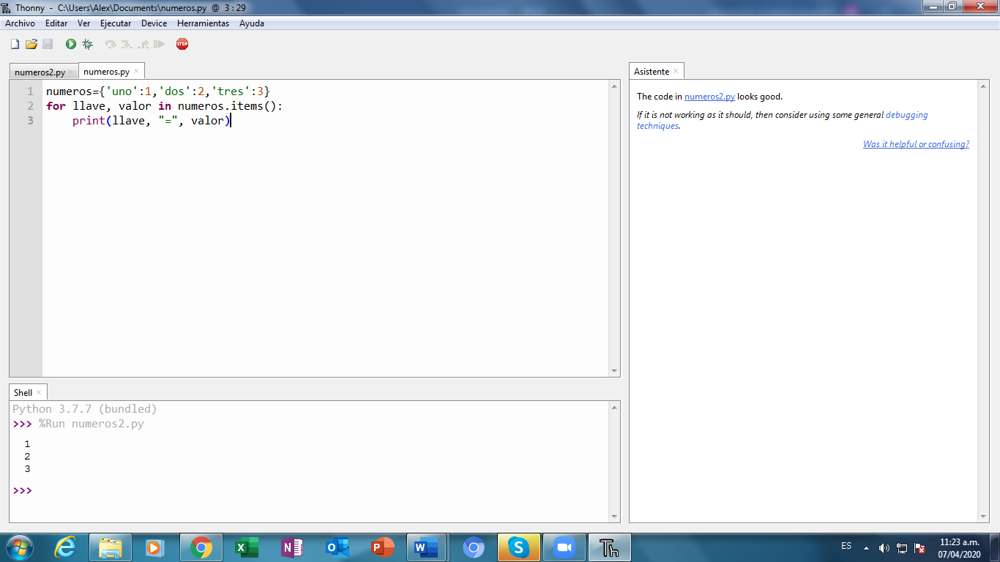 Thonny - C:\Users\Alex\Documents\numeros.py @ 3 : 29
Archivo Editar Ver Ejecutar Device Herramientas Ayuda
STOP
numeros2.py × numeros.py ×
1 numeros={'uno':1,'dos':2,'tres':3}
2 for llave, valor in numeros.items():
3     print(llave, "=", valor)
Shell ×
Python 3.7.7 (bundled)
>>> %Run numeros2.py
1
2
3
>>>
Asistente ×
The code in numeros2.py looks good.
If it is not working as it should, then consider using some general debugging
techniques.
Was it helpful or confusing?
ES
11:23 a.m.
07/04/2020